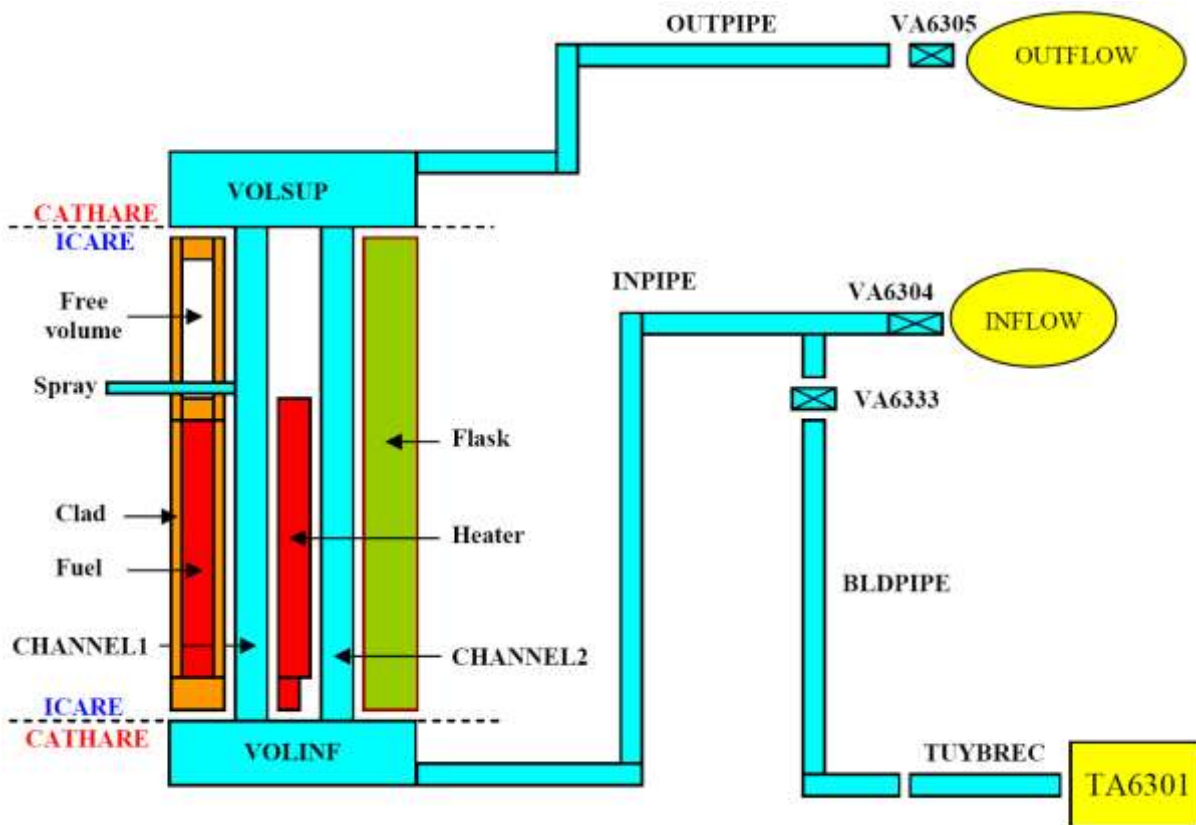 OUTPIPE
VA6305
OUTFLOW
VOLSUP
CATHARE
ICARE
Free
volume
Spray
Clad
Fuel
CHANNEL1
Flask
Heater
CHANNEL2
ICARE
CATHARE
VOLINF
INPIPE
VA6304
INFLOW
VA6333
BLDPIPE
TUYBREC
TA6301